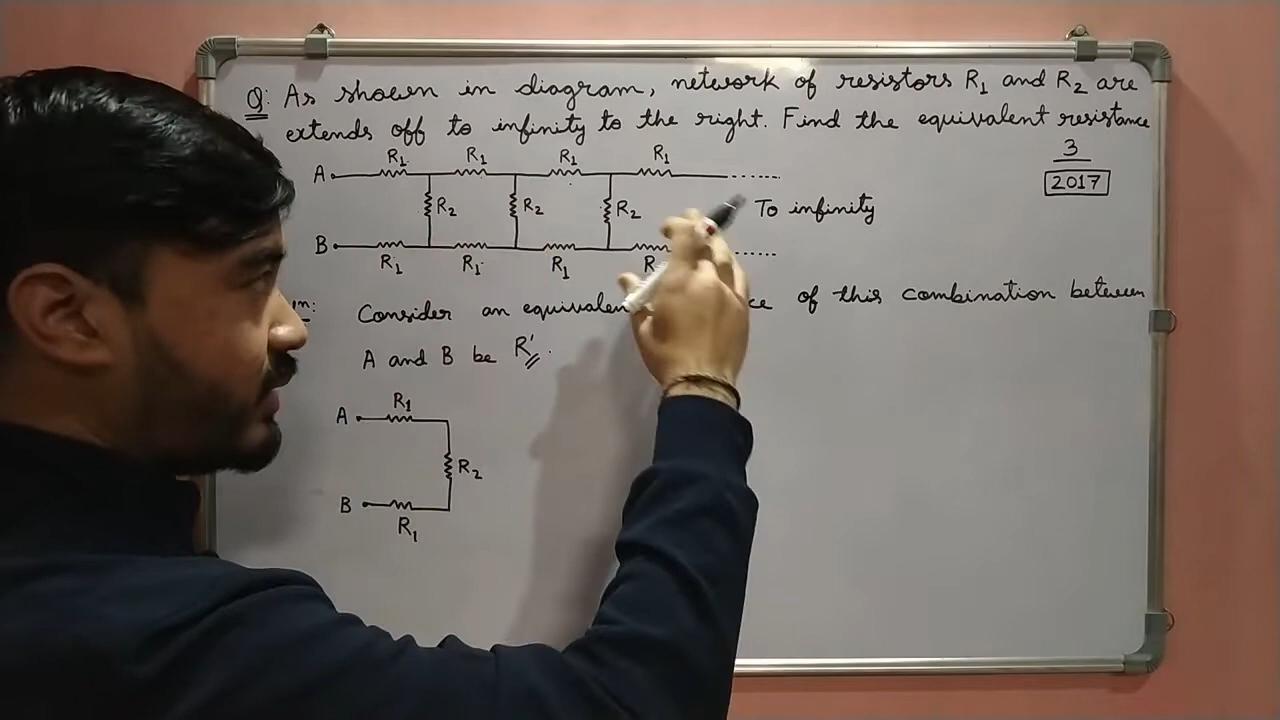 Q: As shown in diagram, network of resistors R₁ and R₂ are
extends off to infinity to the right. Find the equivalent resistance
3
2017
R₁ R₁ R₁ R₁
A
R₂ R₂ R₂ To infinity
B
R₁ R₁ R₁
Consider an of this combination between
A and B be R'
R₁
A
R₂
B
R₁